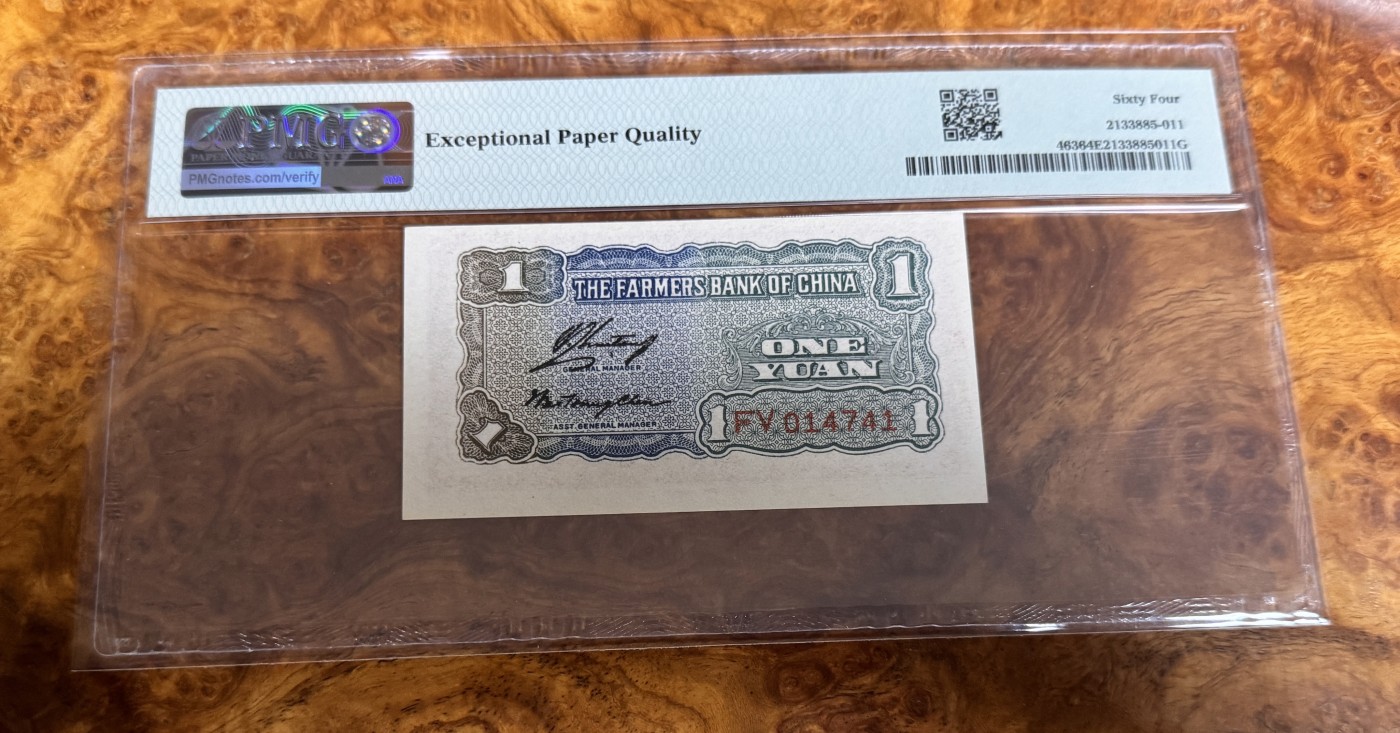 PMG
PMGnotes.com/verify
Exceptional Paper Quality
Sixty Four
2133885-011
46364E2133885011G
1
THE FARMERS BANK OF CHINA
1
GENERAL MANAGER
ONE
YUAN
ASST. GENERAL MANAGER
1
1 FV 014741 1